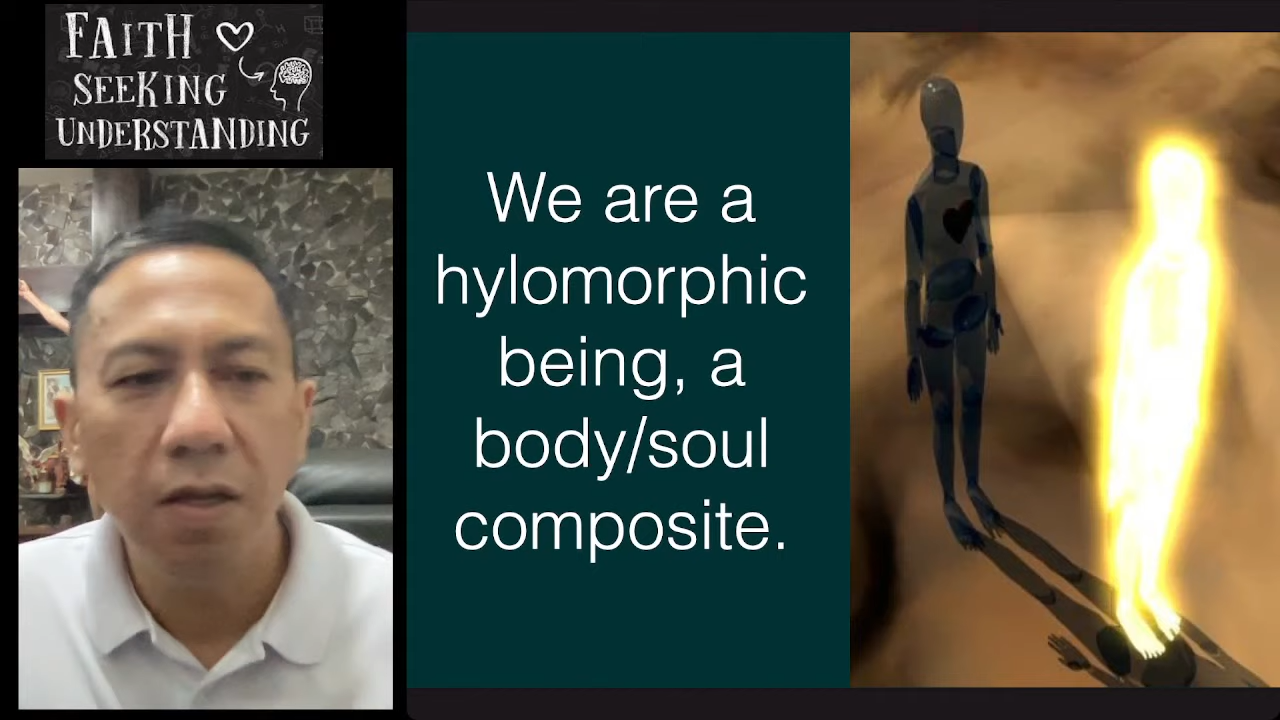 FAITH
SEEKING
UNDERSTANDING
We are a
hylomorphic
being, a
body/soul
composite.